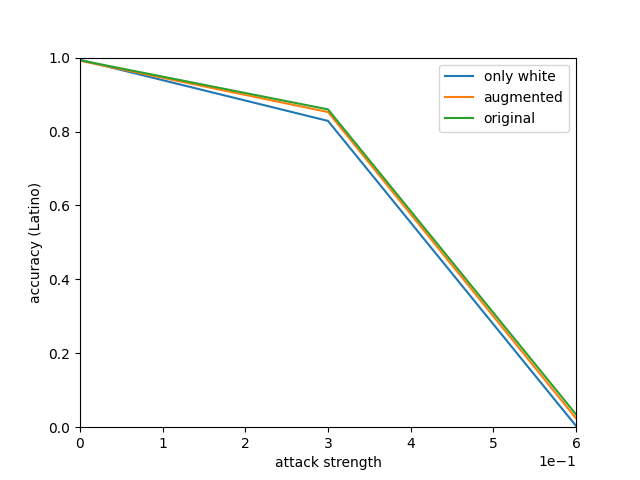 1.0
0.8
0.6
0.4
0.2
0.0
accuracy (Latino)
only white
augmented
original
0 1 2 3 4 5 6
attack strength
1e−1